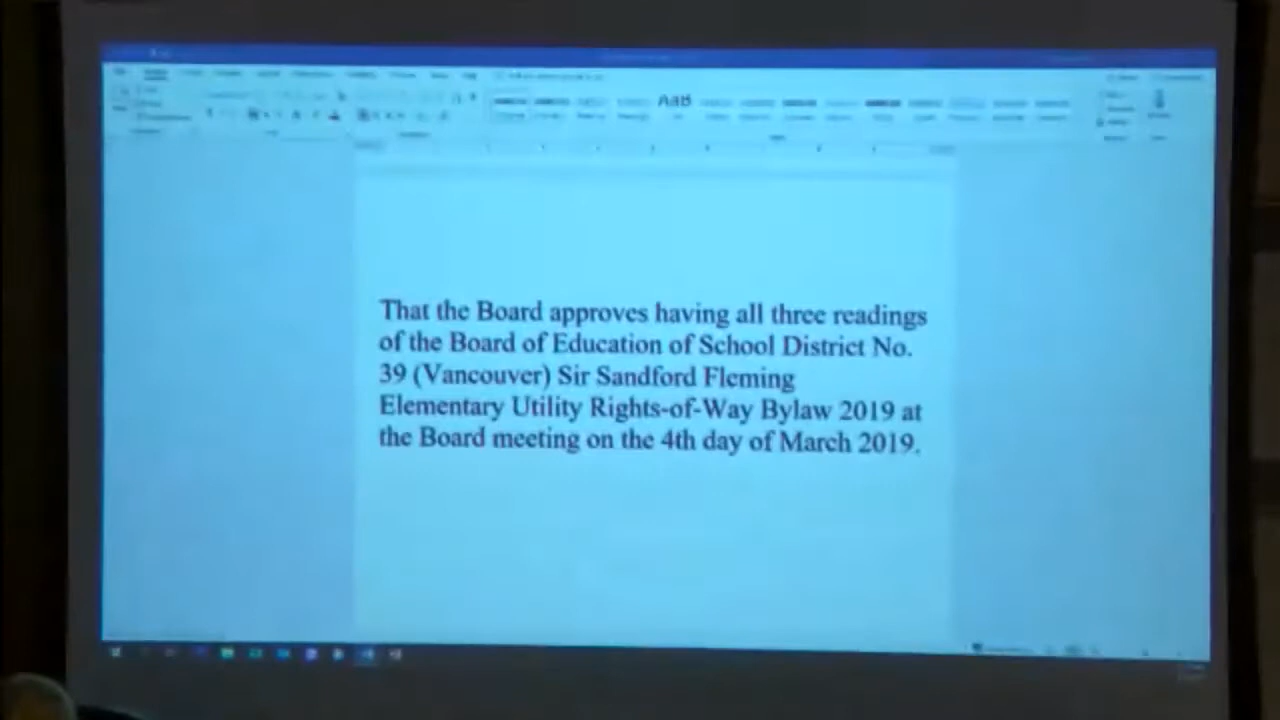 AaB
That the Board approves having all three readings
of the Board of Education of School District No.
39 (Vancouver) Sir Sandford Fleming
Elementary Utility Rights-of-Way Bylaw 2019 at
the Board meeting on the 4th day of March 2019.